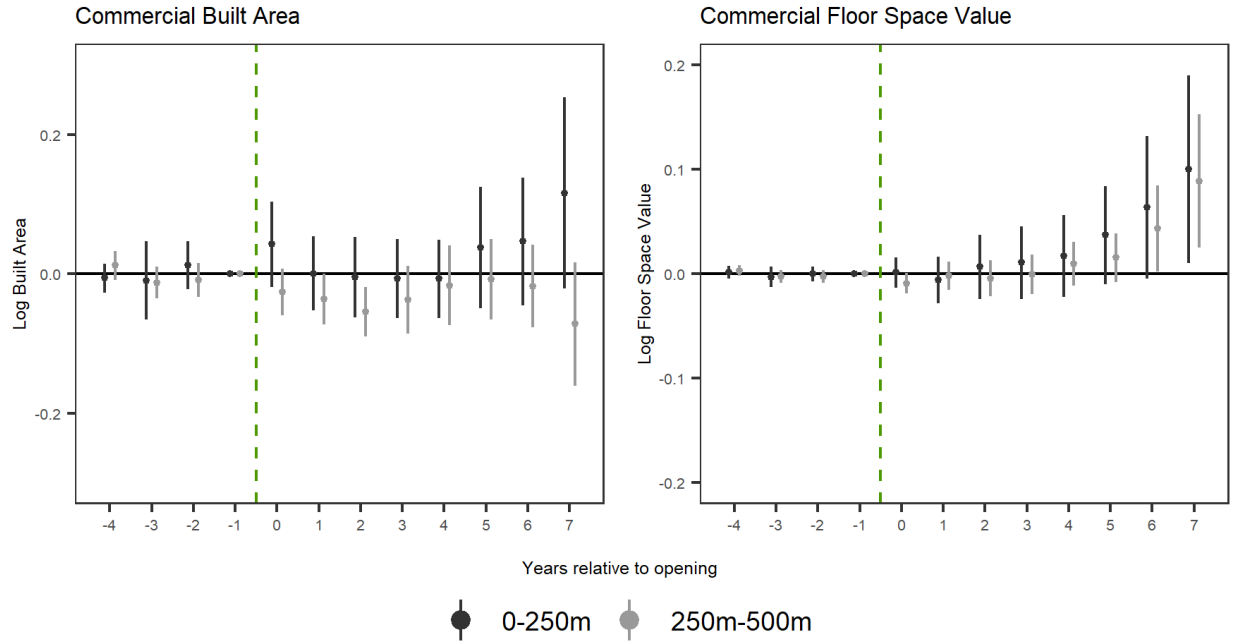 Commercial Built Area
Log Built Area
0.2
0.0
-0.2
-4 -3 -2 -1 0 1 2 3 4 5 6 7
Commercial Floor Space Value
Log Floor Space Value
0.2
0.1
0.0
-0.1
-0.2
-4 -3 -2 -1 0 1 2 3 4 5 6 7
Years relative to opening
0-250m 250m-500m